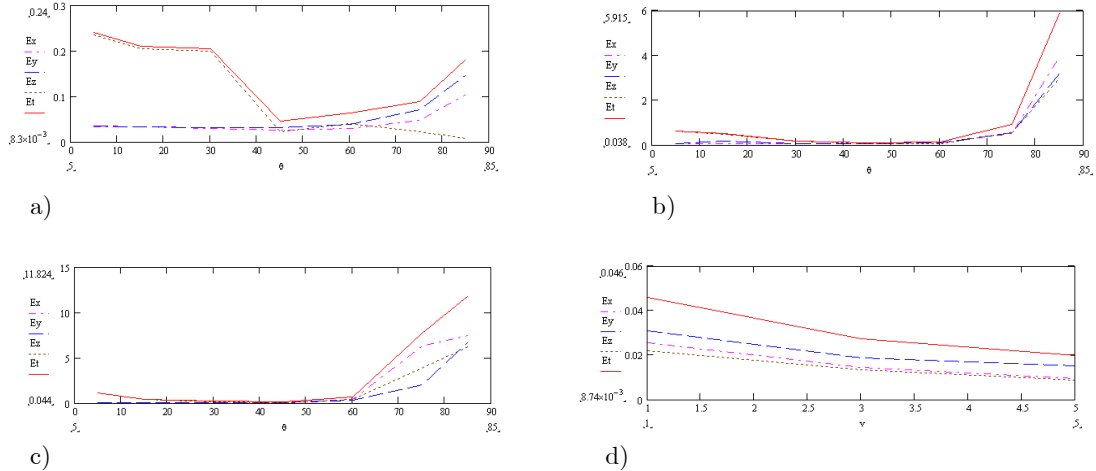 0.24
0.3
0.2
0.1
0
8.3×10⁻³
Ex
Ey
Ez
Et
0 10 20 30 40 50 60 70 80 90
5 θ 85
a)
5.915
6
4
2
0
0.038
Ex
Ey
Ez
Et
0 10 20 30 40 50 60 70 80 90
5 θ 85
b)
11.824
15
10
5
0
0.044
Ex
Ey
Ez
Et
0 10 20 30 40 50 60 70 80 90
5 θ 85
c)
0.046
0.06
0.04
0.02
0
8.74×10⁻³
Ex
Ey
Ez
Et
1 1.5 2 2.5 3 3.5 4 4.5 5
1 v 5
d)